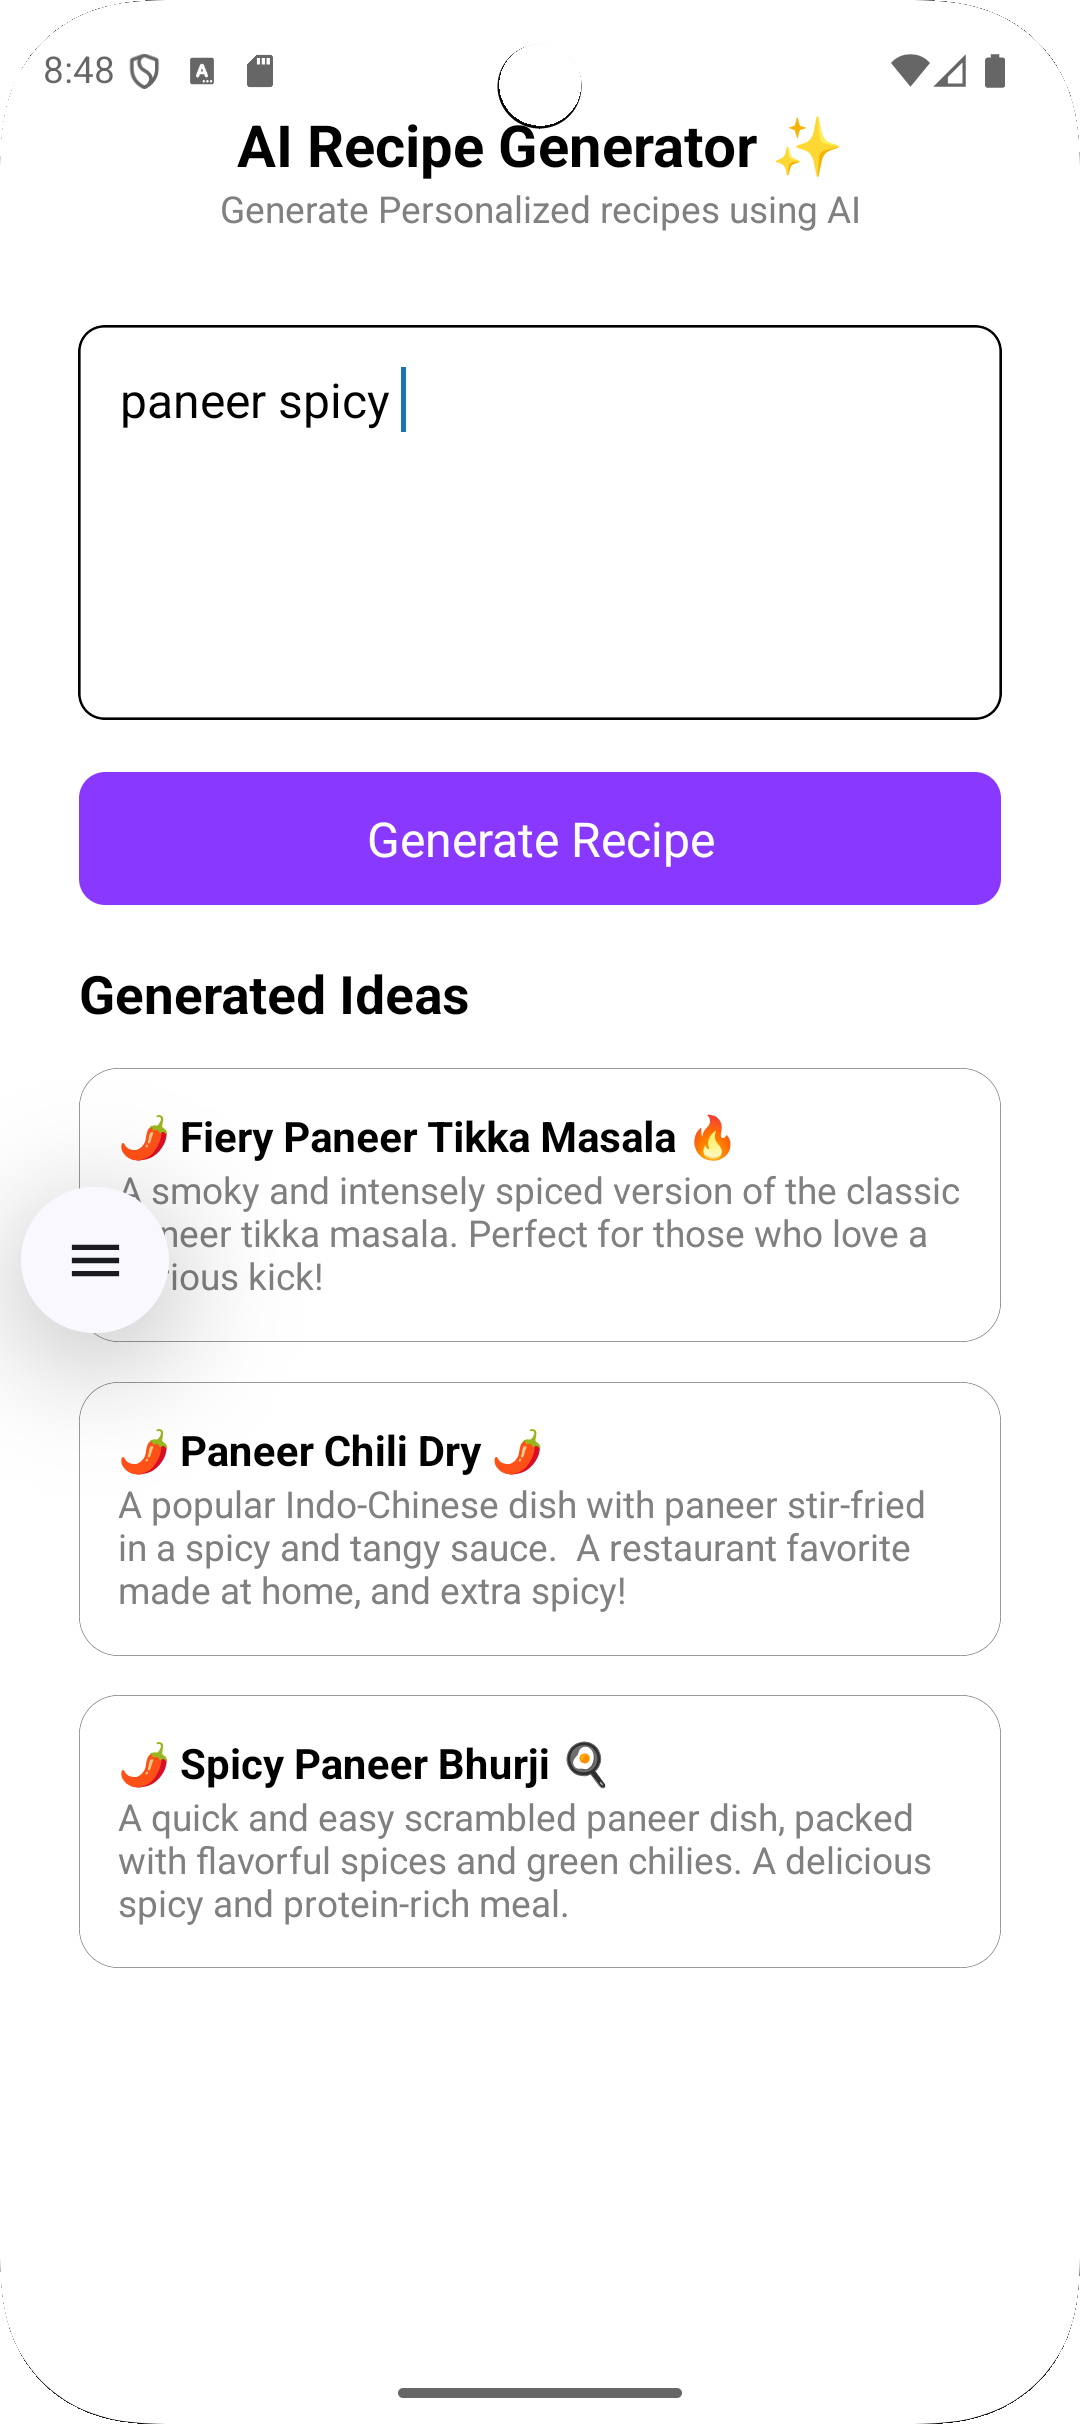 8:48
AI Recipe Generator ✨
Generate Personalized recipes using AI
paneer spicy
Generate Recipe
Generated Ideas
🌶️ Fiery Paneer Tikka Masala 🔥
A smoky and intensely spiced version of the classic
tikka masala. Perfect for those who love a
kick!
🌶️ Paneer Chili Dry 🌶️
A popular Indo-Chinese dish with paneer stir-fried
in a spicy and tangy sauce.  A restaurant favorite
made at home, and extra spicy!
🌶️ Spicy Paneer Bhurji 🍳
A quick and easy scrambled paneer dish, packed
with flavorful spices and green chilies. A delicious
spicy and protein-rich meal.